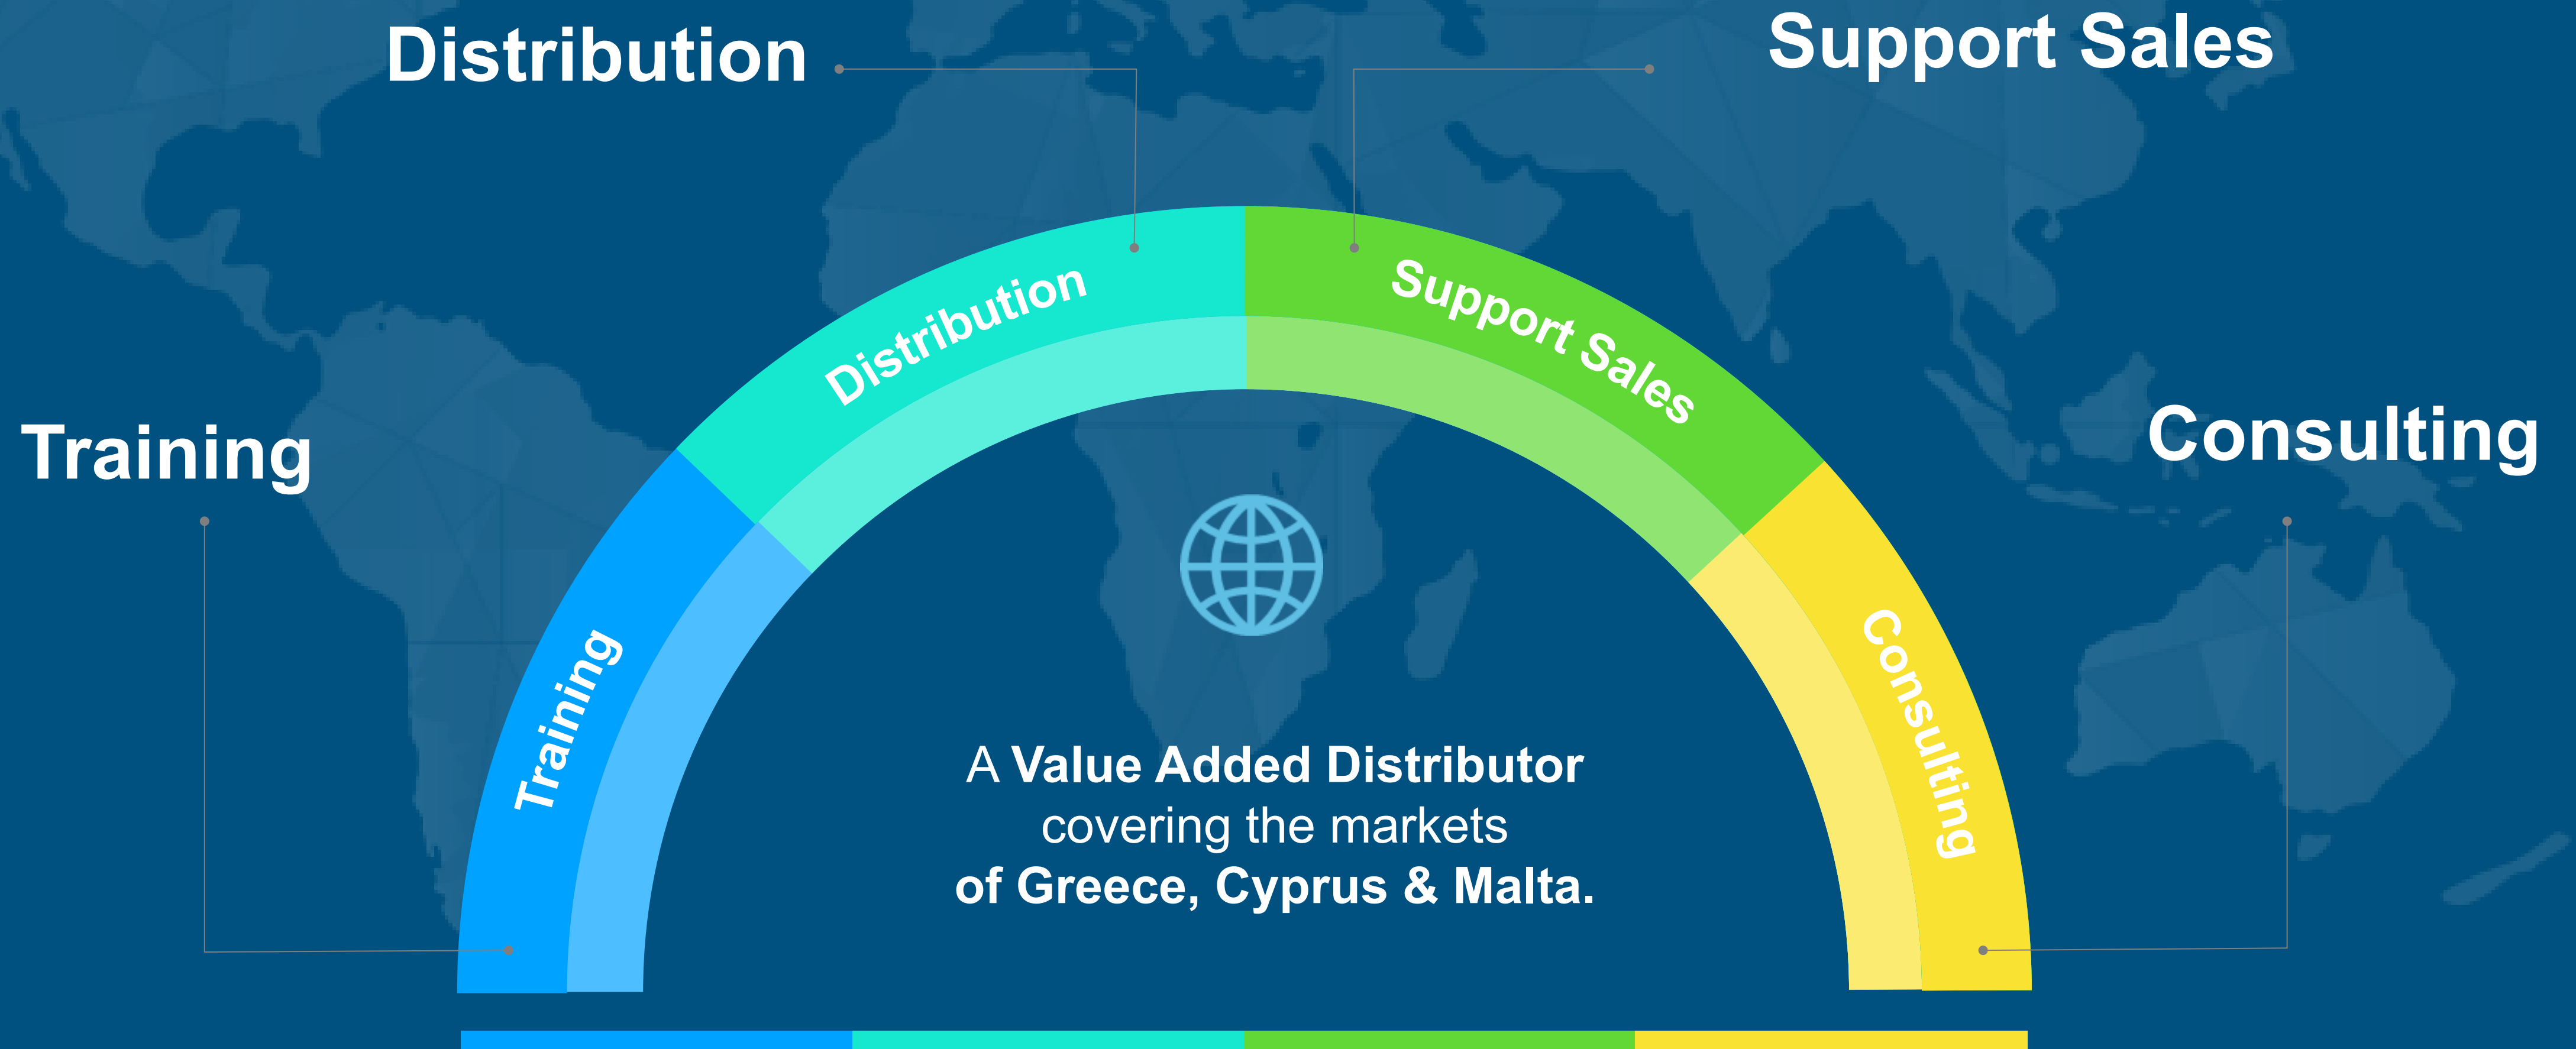 Distribution
Support Sales
Training
Consulting
Distribution
Support Sales
Training
Consulting
A Value Added Distributor
covering the markets
of Greece, Cyprus & Malta.